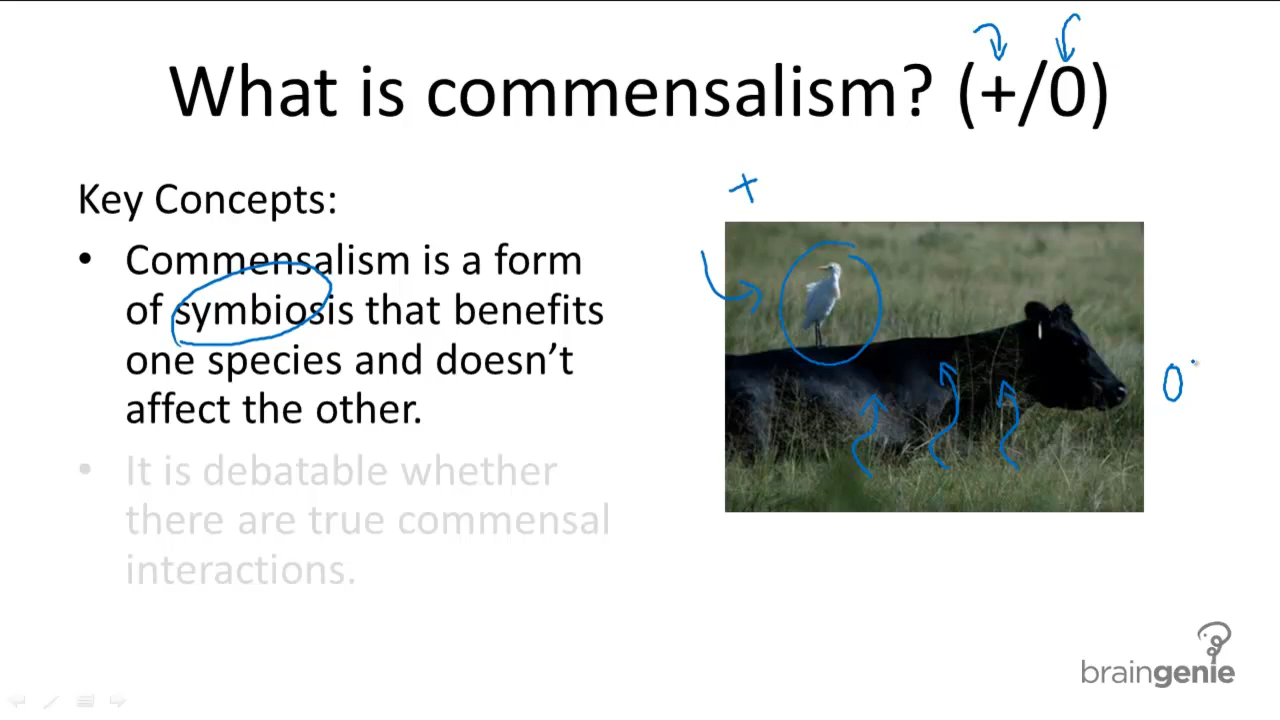 What is commensalism? (+/0)
+
Key Concepts:
• Commensalism is a form
of symbiosis that benefits
one species and doesn’t
affect the other.
0
• It is debatable whether
there are true commensal
interactions.
braingenie